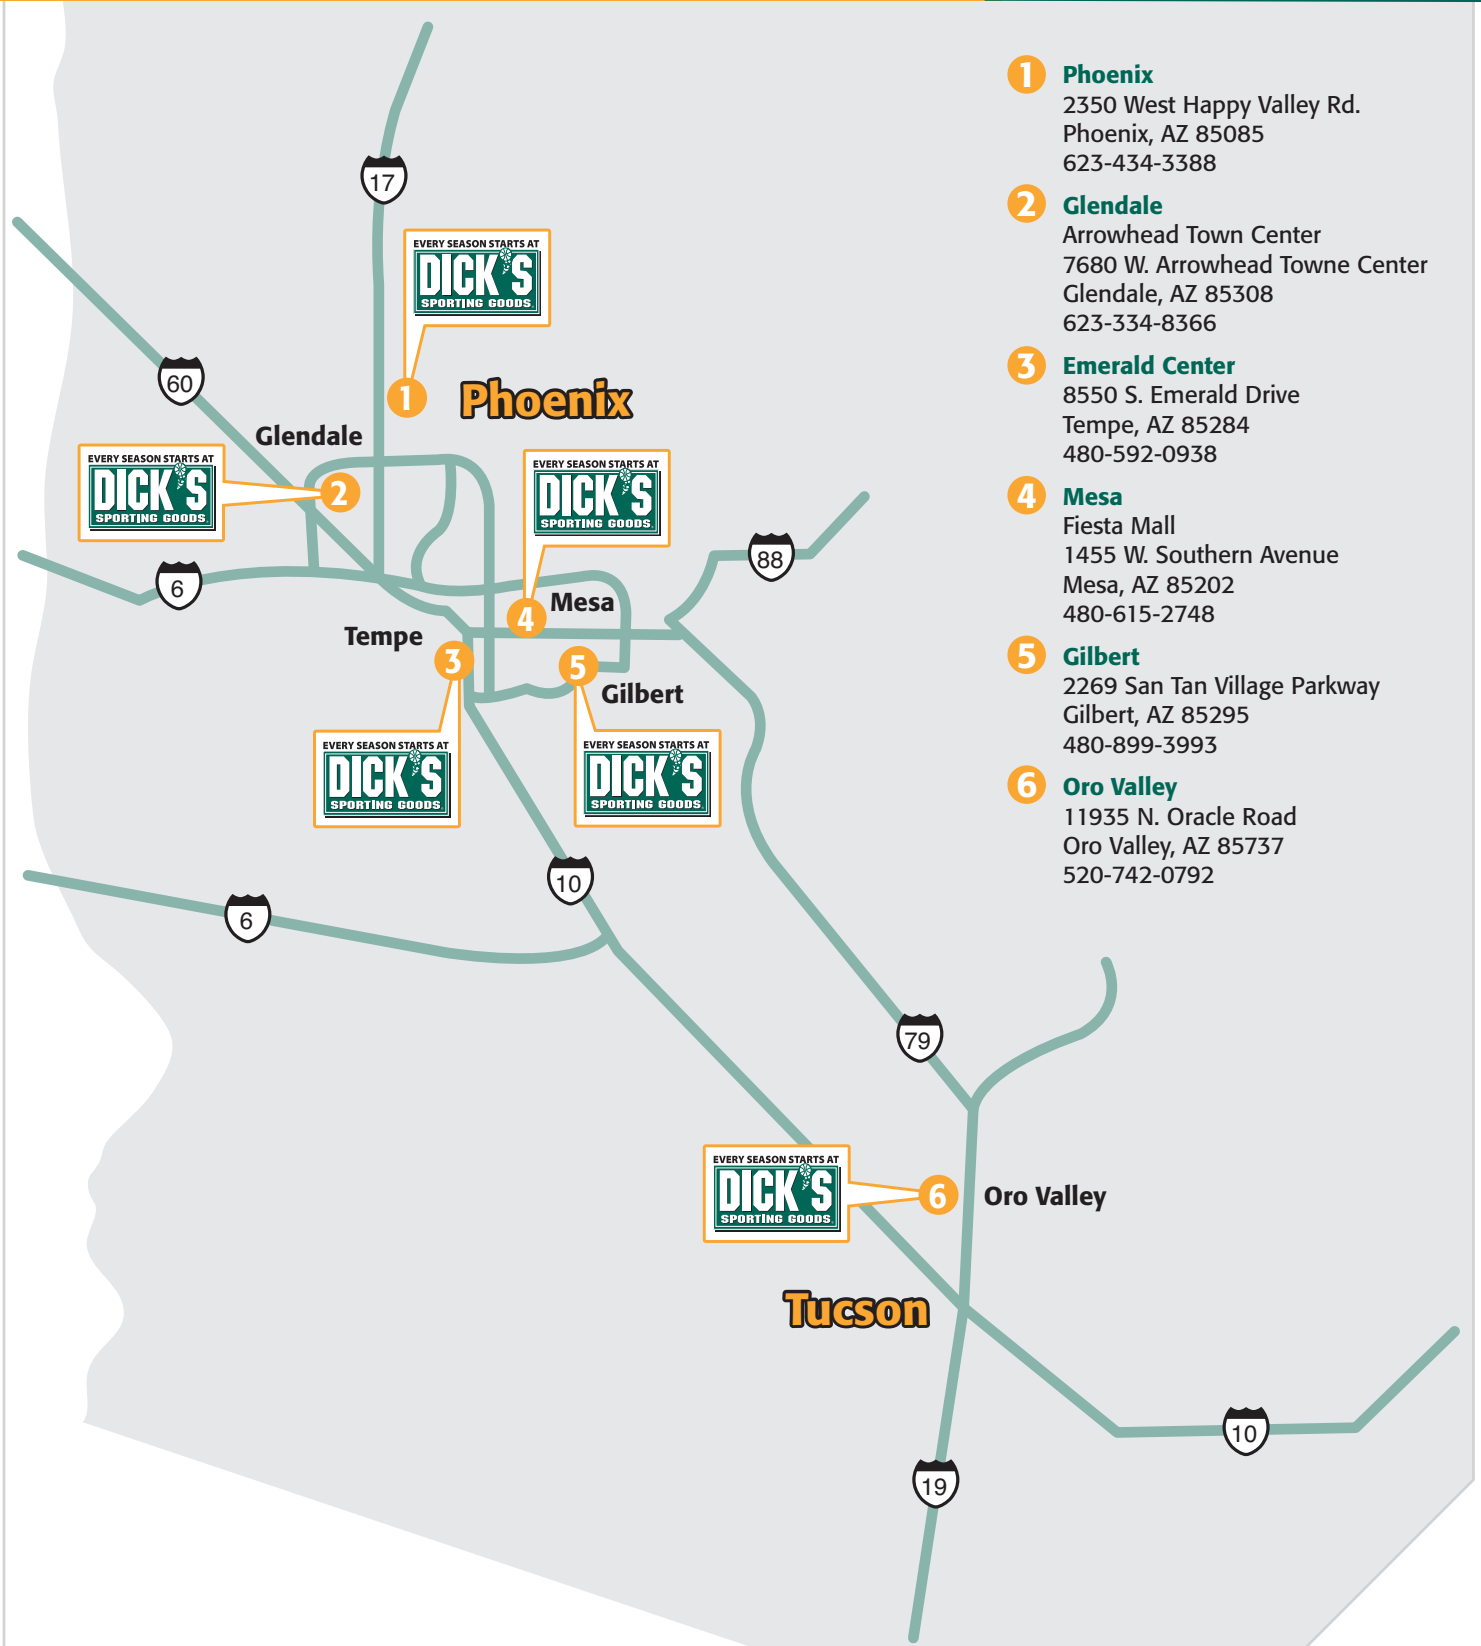 17
EVERY SEASON STARTS AT
DICK'S
SPORTING GOODS
1
Phoenix
60
Glendale
EVERY SEASON STARTS AT
DICK'S
SPORTING GOODS
2
EVERY SEASON STARTS AT
DICK'S
SPORTING GOODS
88
6
Mesa
4
Tempe
3
5
Gilbert
EVERY SEASON STARTS AT
DICK'S
SPORTING GOODS
EVERY SEASON STARTS AT
DICK'S
SPORTING GOODS
10
6
79
EVERY SEASON STARTS AT
DICK'S
SPORTING GOODS
6
Oro Valley
Tucson
10
19
1 Phoenix
2350 West Happy Valley Rd.
Phoenix, AZ 85085
623-434-3388
2 Glendale
Arrowhead Town Center
7680 W. Arrowhead Towne Center
Glendale, AZ 85308
623-334-8366
3 Emerald Center
8550 S. Emerald Drive
Tempe, AZ 85284
480-592-0938
4 Mesa
Fiesta Mall
1455 W. Southern Avenue
Mesa, AZ 85202
480-615-2748
5 Gilbert
2269 San Tan Village Parkway
Gilbert, AZ 85295
480-899-3993
6 Oro Valley
11935 N. Oracle Road
Oro Valley, AZ 85737
520-742-0792